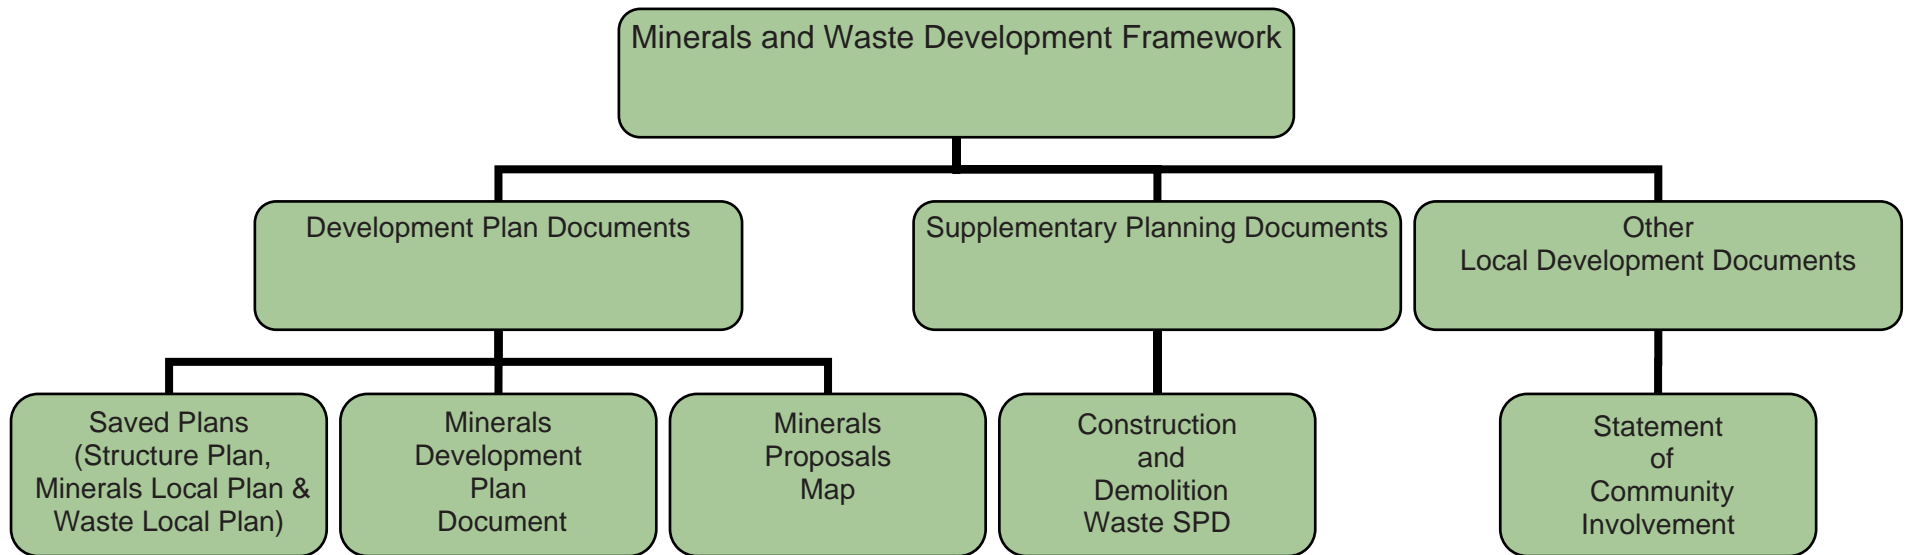 Minerals and Waste Development Framework
Development Plan Documents
Supplementary Planning Documents
Other
Local Development Documents
Saved Plans
(Structure Plan,
Minerals Local Plan &
Waste Local Plan)
Minerals
Development
Plan
Document
Minerals
Proposals
Map
Construction
and
Demolition
Waste SPD
Statement
of
Community
Involvement